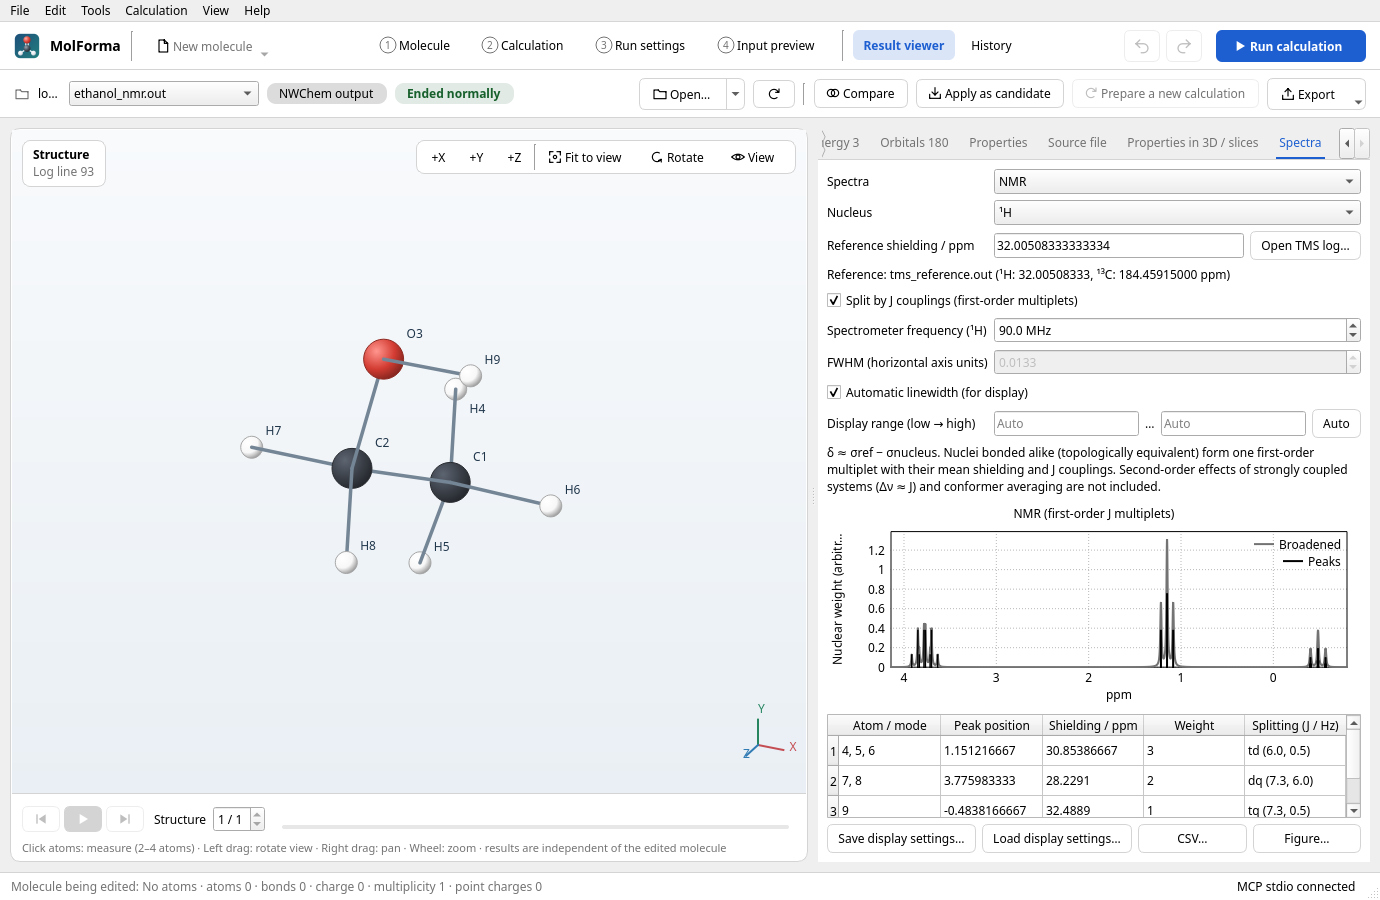 File Edit Tools Calculation View Help
MolForma New molecule 1 Molecule 2 Calculation 3 Run settings 4 Input preview Result viewer History Run calculation
lo... ethanol_nmr.out NWChem output Ended normally Open... Compare Apply as candidate Prepare a new calculation Export
Structure
Log line 93
+X +Y +Z Fit to view Rotate View
O3
H9
H4
H7
C2
C1
H6
H8
H5
Y
X
Z
Structure 1 / 1
Click atoms: measure (2–4 atoms) · Left drag: rotate view · Right drag: pan · Wheel: zoom · results are independent of the edited molecule
ergy 3 Orbitals 180 Properties Source file Properties in 3D / slices Spectra
Spectra NMR
Nucleus ¹H
Reference shielding / ppm 32.00508333333334 Open TMS log...
Reference: tms_reference.out (¹H: 32.00508333, ¹³C: 184.45915000 ppm)
Split by J couplings (first-order multiplets)
Spectrometer frequency (¹H) 90.0 MHz
FWHM (horizontal axis units) 0.0133
Automatic linewidth (for display)
Display range (low → high) Auto ... Auto Auto
δ ≈ σref − σnucleus. Nuclei bonded alike (topologically equivalent) form one first-order
multiplet with their mean shielding and J couplings. Second-order effects of strongly coupled
systems (Δν ≈ J) and conformer averaging are not included.
NMR (first-order J multiplets)
Nuclear weight (arbitr...
Broadened
Peaks
1.2
1
0.8
0.6
0.4
0.2
0
4 3 2 1 0
ppm
Atom / mode Peak position Shielding / ppm Weight Splitting (J / Hz)
1 4, 5, 6 1.151216667 30.85386667 3 td (6.0, 0.5)
2 7, 8 3.775983333 28.2291 2 dq (7.3, 6.0)
3 9 -0.4838166667 32.4889 1 tq (7.3, 0.5)
Save display settings... Load display settings... CSV... Figure...
Molecule being edited: No atoms · atoms 0 · bonds 0 · charge 0 · multiplicity 1 · point charges 0 MCP stdio connected